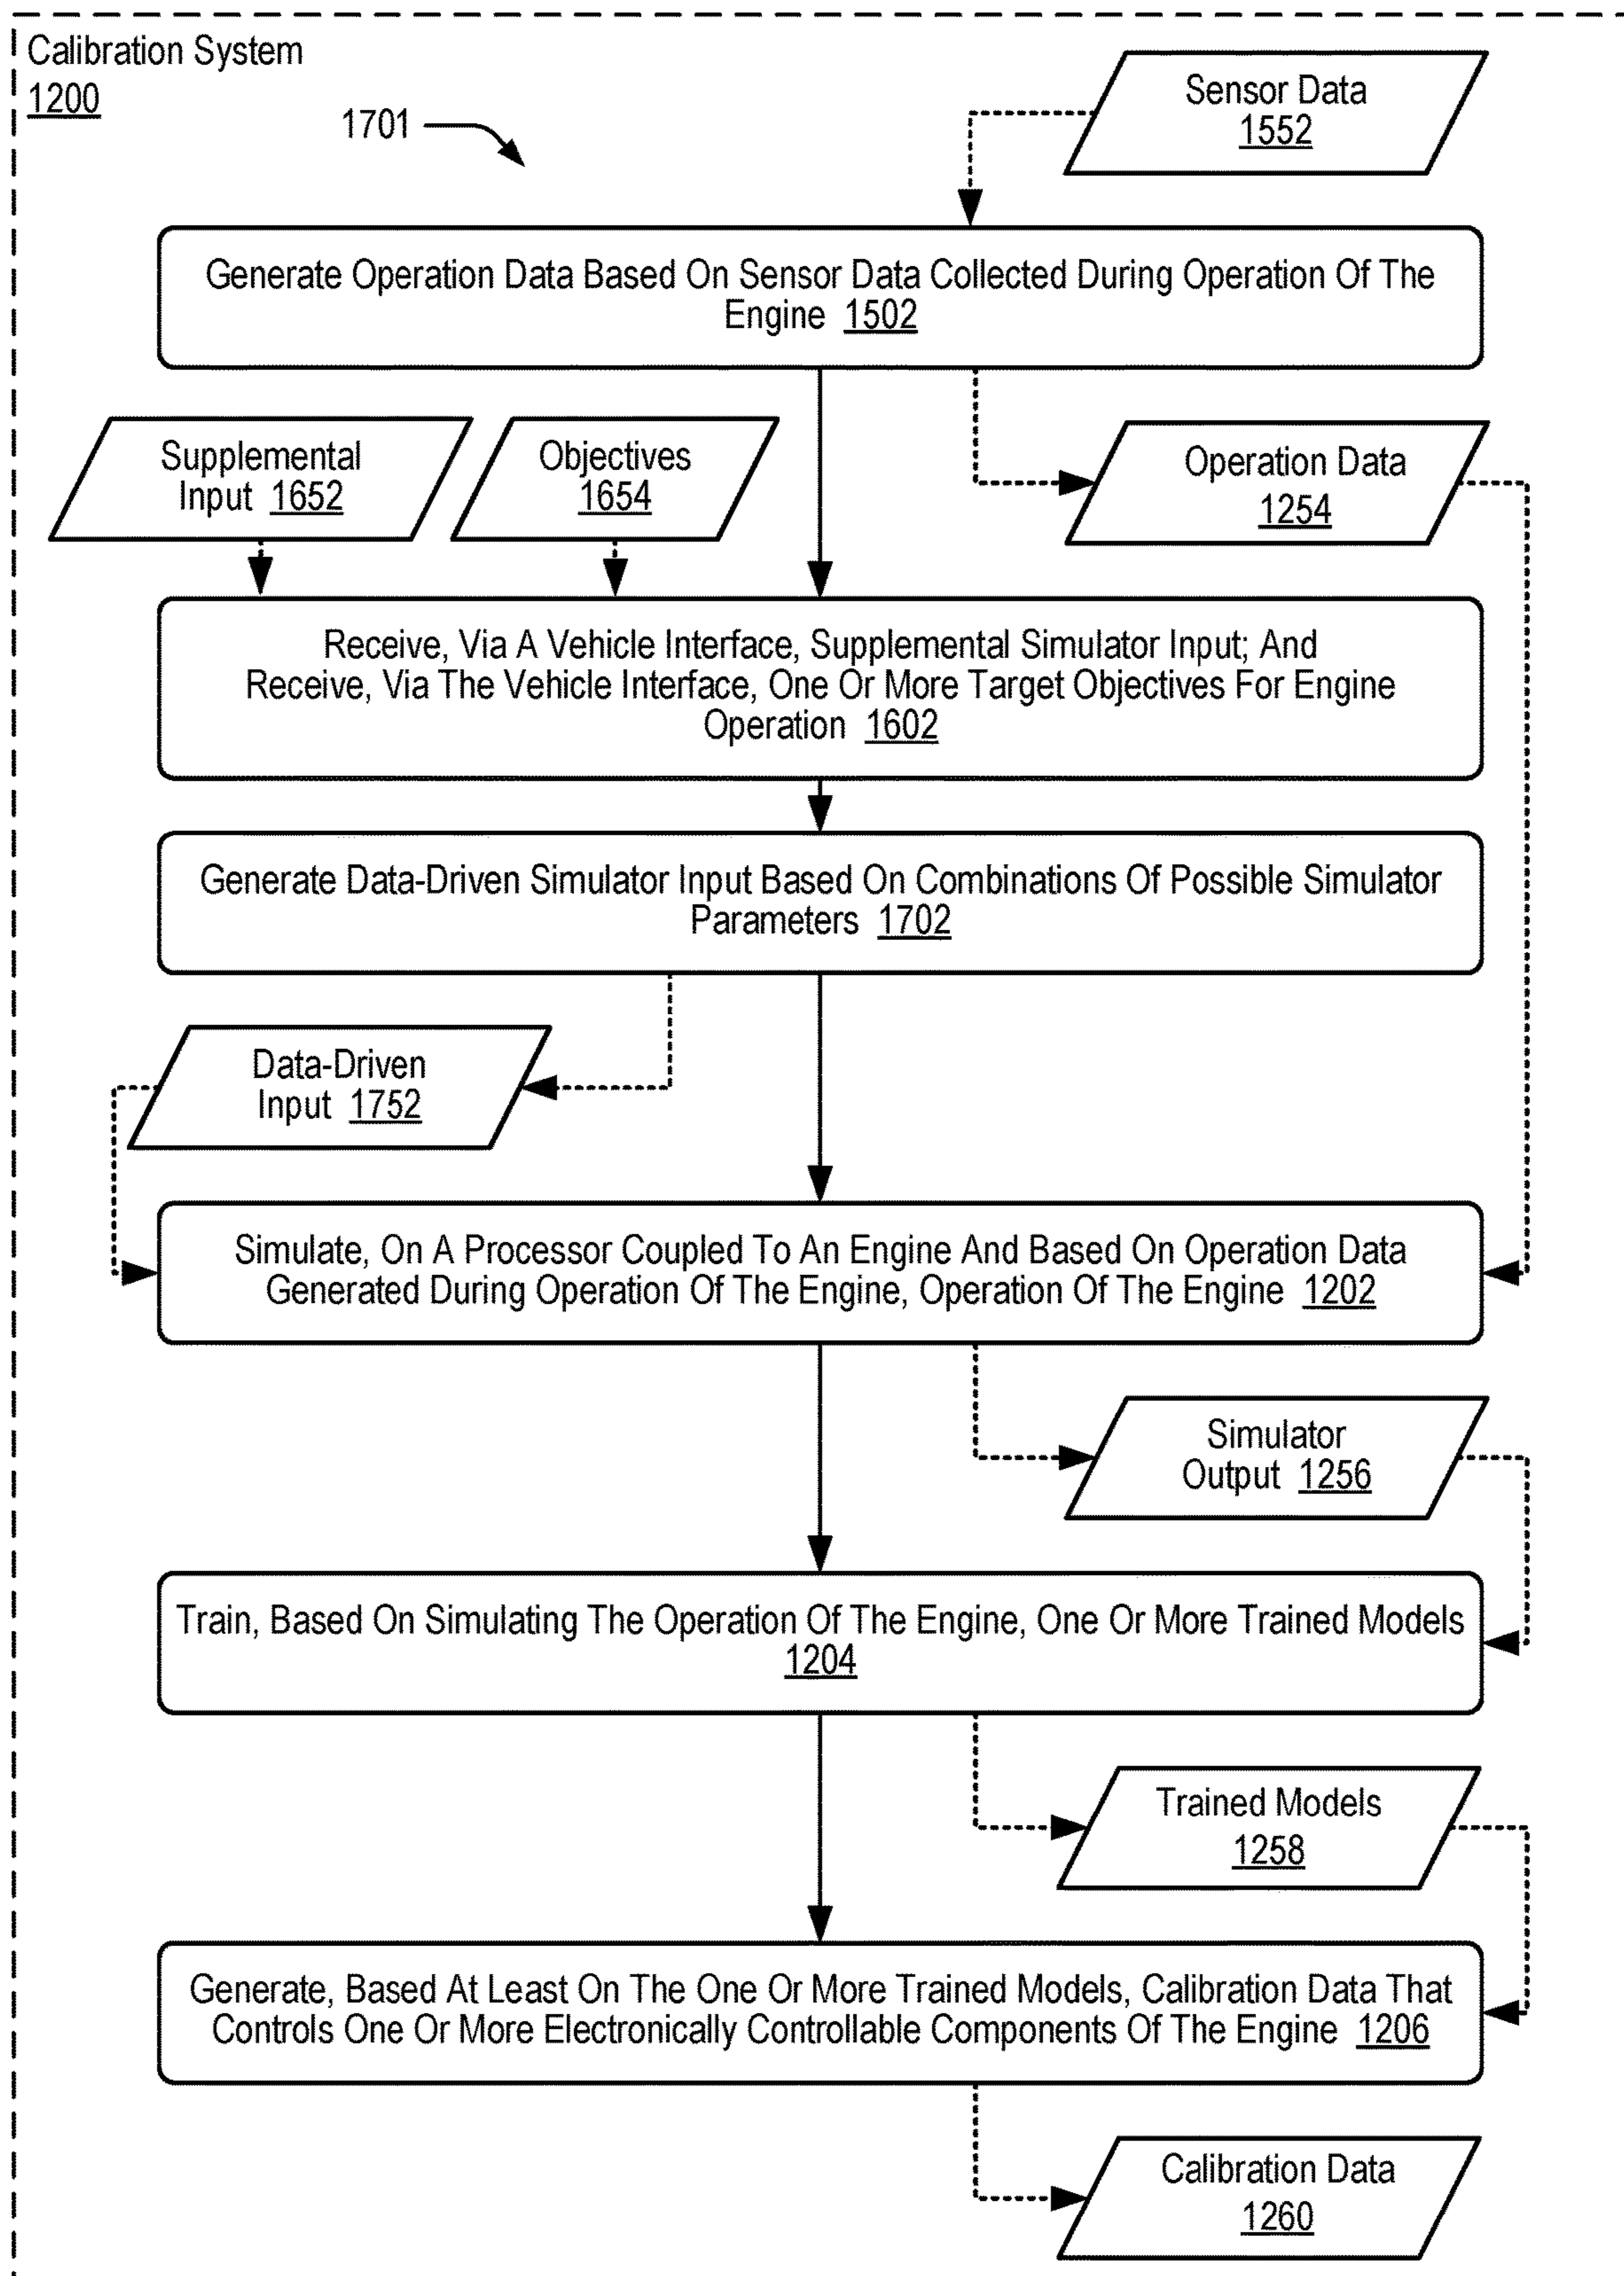 Calibration System
1200
1701
Sensor Data
1552
Generate Operation Data Based On Sensor Data Collected During Operation Of The
Engine 1502
Supplemental
Input 1652
Objectives
1654
Operation Data
1254
Receive, Via A Vehicle Interface, Supplemental Simulator Input; And
Receive, Via The Vehicle Interface, One Or More Target Objectives For Engine
Operation 1602
Generate Data-Driven Simulator Input Based On Combinations Of Possible Simulator
Parameters 1702
Data-Driven
Input 1752
Simulate, On A Processor Coupled To An Engine And Based On Operation Data
Generated During Operation Of The Engine, Operation Of The Engine 1202
Simulator
Output 1256
Train, Based On Simulating The Operation Of The Engine, One Or More Trained Models
1204
Trained Models
1258
Generate, Based At Least On The One Or More Trained Models, Calibration Data That
Controls One Or More Electronically Controllable Components Of The Engine 1206
Calibration Data
1260